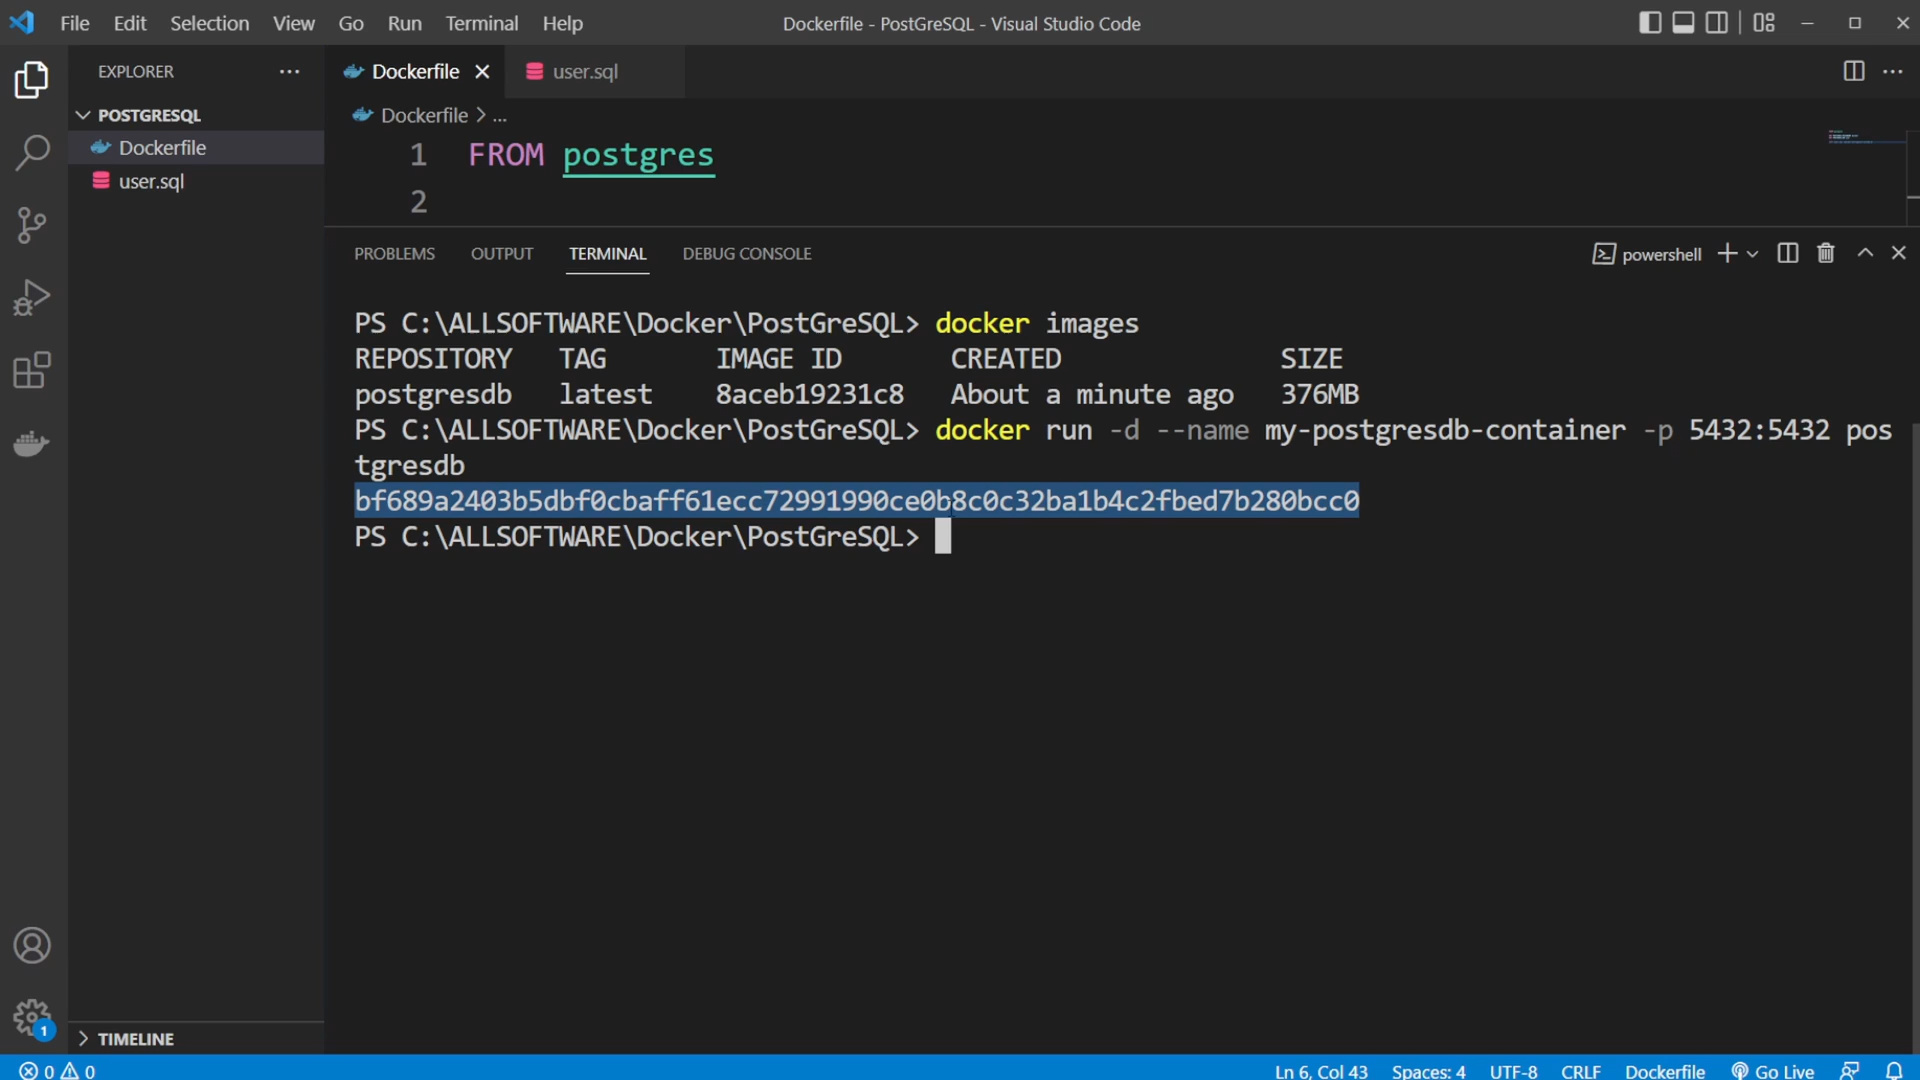 File Edit Selection View Go Run Terminal Help
Dockerfile - PostGreSQL - Visual Studio Code
EXPLORER
POSTGRESQL
Dockerfile
user.sql
TIMELINE
Dockerfile user.sql
Dockerfile > ...
1 FROM postgres
2
PROBLEMS OUTPUT TERMINAL DEBUG CONSOLE
powershell
PS C:\ALLSOFTWARE\Docker\PostGreSQL> docker images
REPOSITORY TAG IMAGE ID CREATED SIZE
postgresdb latest 8aceb19231c8 About a minute ago 376MB
PS C:\ALLSOFTWARE\Docker\PostGreSQL> docker run -d --name my-postgresdb-container -p 5432:5432 pos
tgresdb
bf689a2403b5dbf0cbaff61ecc72991990ce0b8c0c32ba1b4c2fbed7b280bcc0
PS C:\ALLSOFTWARE\Docker\PostGreSQL>
1
0 0 Ln 6, Col 43 Spaces: 4 UTF-8 CRLF Dockerfile Go Live